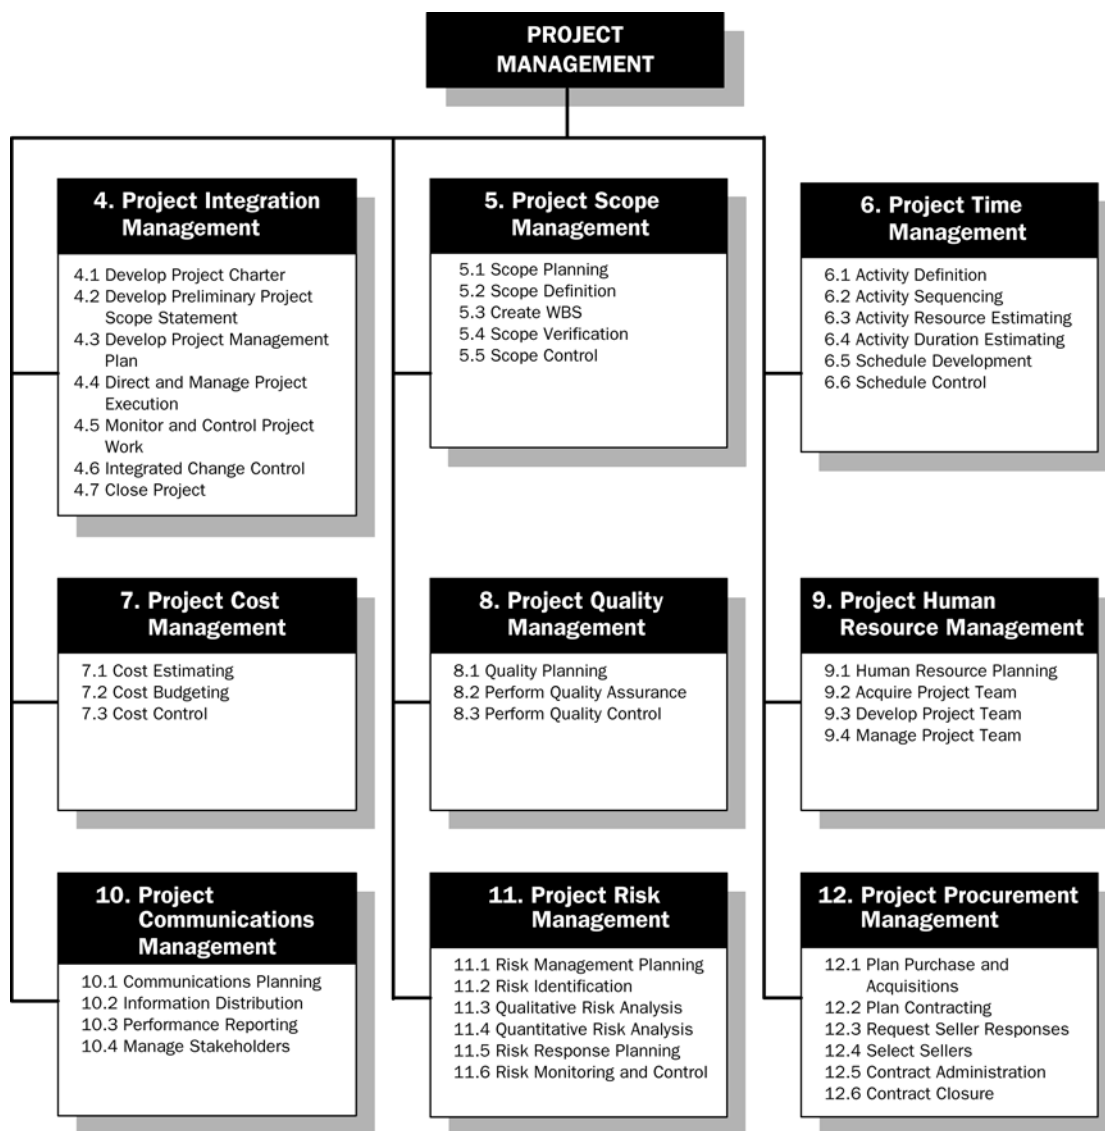 PROJECT
MANAGEMENT
4. Project Integration
Management
4.1 Develop Project Charter
4.2 Develop Preliminary Project
Scope Statement
4.3 Develop Project Management
Plan
4.4 Direct and Manage Project
Execution
4.5 Monitor and Control Project
Work
4.6 Integrated Change Control
4.7 Close Project
5. Project Scope
Management
5.1 Scope Planning
5.2 Scope Definition
5.3 Create WBS
5.4 Scope Verification
5.5 Scope Control
6. Project Time
Management
6.1 Activity Definition
6.2 Activity Sequencing
6.3 Activity Resource Estimating
6.4 Activity Duration Estimating
6.5 Schedule Development
6.6 Schedule Control
7. Project Cost
Management
7.1 Cost Estimating
7.2 Cost Budgeting
7.3 Cost Control
8. Project Quality
Management
8.1 Quality Planning
8.2 Perform Quality Assurance
8.3 Perform Quality Control
9. Project Human
Resource Management
9.1 Human Resource Planning
9.2 Acquire Project Team
9.3 Develop Project Team
9.4 Manage Project Team
10. Project
Communications
Management
10.1 Communications Planning
10.2 Information Distribution
10.3 Performance Reporting
10.4 Manage Stakeholders
11. Project Risk
Management
11.1 Risk Management Planning
11.2 Risk Identification
11.3 Qualitative Risk Analysis
11.4 Quantitative Risk Analysis
11.5 Risk Response Planning
11.6 Risk Monitoring and Control
12. Project Procurement
Management
12.1 Plan Purchase and
Acquisitions
12.2 Plan Contracting
12.3 Request Seller Responses
12.4 Select Sellers
12.5 Contract Administration
12.6 Contract Closure